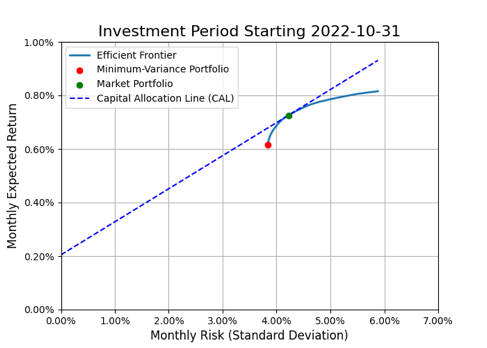 Investment Period Starting 2022-10-31
Efficient Frontier
Minimum-Variance Portfolio
Market Portfolio
Capital Allocation Line (CAL)
Monthly Expected Return
1.00%
0.80%
0.60%
0.40%
0.20%
0.00%
0.00% 1.00% 2.00% 3.00% 4.00% 5.00% 6.00% 7.00%
Monthly Risk (Standard Deviation)